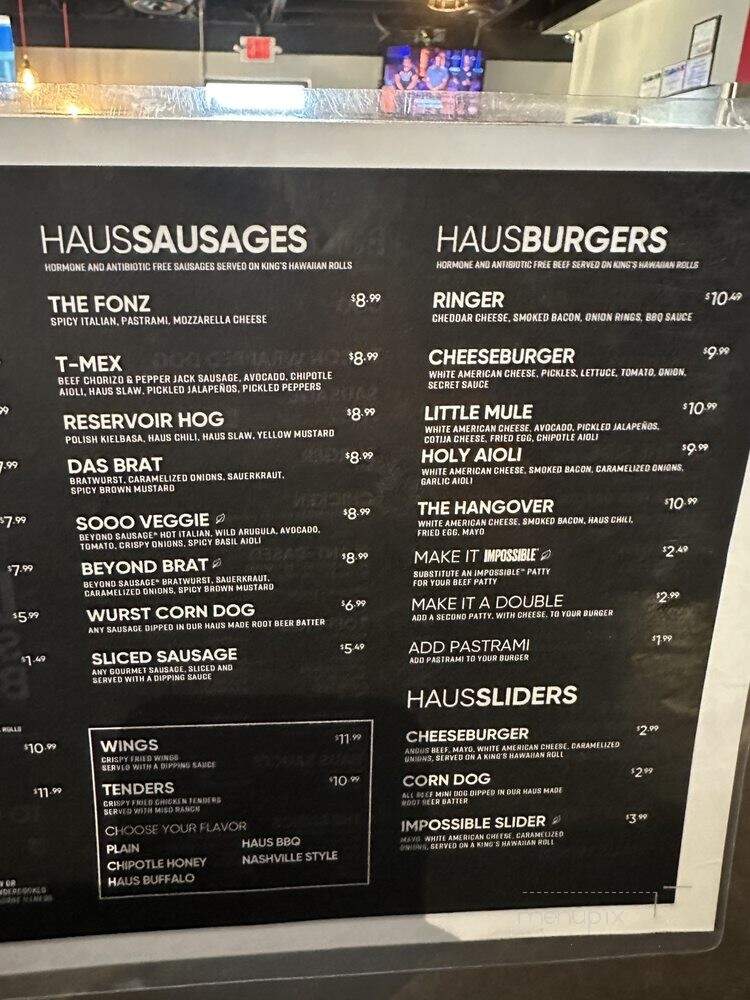 HAUSSAUSAGES
HORMONE AND ANTIBIOTIC FREE SAUSAGES SERVED ON KING'S HAWAIIAN ROLLS
THE FONZ $8.99
SPICY ITALIAN, PASTRAMI, MOZZARELLA CHEESE
T-MEX $8.99
BEEF CHORIZO & PEPPER JACK SAUSAGE, AVOCADO, CHIPOTLE
AIOLI, HAUS SLAW, PICKLED JALAPEÑOS, PICKLED PEPPERS
RESERVOIR HOG $8.99
POLISH KIELBASA, HAUS CHILI, HAUS SLAW, YELLOW MUSTARD
DAS BRAT $8.99
BRATWURST, CARAMELIZED ONIONS, SAUERKRAUT,
SPICY BROWN MUSTARD
SOOO VEGGIE $8.99
BEYOND SAUSAGE® HOT ITALIAN, WILD ARUGULA, AVOCADO,
TOMATO, CRISPY ONIONS, SPICY BASIL AIOLI
BEYOND BRAT $8.99
BEYOND SAUSAGE® BRATWURST, SAUERKRAUT,
CARAMELIZED ONIONS, SPICY BROWN MUSTARD
WURST CORN DOG $6.99
ANY SAUSAGE DIPPED IN OUR HAUS MADE ROOT BEER BATTER
SLICED SAUSAGE $5.49
ANY GOURMET SAUSAGE, SLICED AND
SERVED WITH A DIPPING SAUCE
WINGS $11.99
CRISPY FRIED WINGS
SERVED WITH A DIPPING SAUCE
TENDERS $10.99
CRISPY FRIED CHICKEN TENDERS
SERVED WITH MISO RANCH
CHOOSE YOUR FLAVOR
PLAIN
CHIPOTLE HONEY
HAUS BUFFALO
HAUS BBQ
NASHVILLE STYLE
HAUSBURGERS
HORMONE AND ANTIBIOTIC FREE BEEF SERVED ON KING'S HAWAIIAN ROLLS
RINGER $10.49
CHEDDAR CHEESE, SMOKED BACON, ONION RINGS, BBQ SAUCE
CHEESEBURGER $9.99
WHITE AMERICAN CHEESE, PICKLES, LETTUCE, TOMATO, ONION,
SECRET SAUCE
LITTLE MULE $10.99
WHITE AMERICAN CHEESE, AVOCADO, PICKLED JALAPEÑOS,
COTIJA CHEESE, FRIED EGG, CHIPOTLE AIOLI
HOLY AIOLI $9.99
WHITE AMERICAN CHEESE, SMOKED BACON, CARAMELIZED ONIONS,
GARLIC AIOLI
THE HANGOVER $10.99
WHITE AMERICAN CHEESE, SMOKED BACON, HAUS CHILI,
FRIED EGG, MAYO
MAKE IT IMPOSSIBLE™ $2.49
SUBSTITUTE AN IMPOSSIBLE™ PATTY
FOR YOUR BEEF PATTY
MAKE IT A DOUBLE $2.99
ADD A SECOND PATTY, WITH CHEESE, TO YOUR BURGER
ADD PASTRAMI $1.99
ADD PASTRAMI TO YOUR BURGER
HAUSSLIDERS
CHEESEBURGER $2.99
ANGUS BEEF, MAYO, WHITE AMERICAN CHEESE, CARAMELIZED
ONIONS, SERVED ON A KING'S HAWAIIAN ROLL
CORN DOG $2.99
ALL BEEF MINI DOG DIPPED IN OUR HAUS MADE
ROOT BEER BATTER
IMPOSSIBLE SLIDER $3.99
MAYO, WHITE AMERICAN CHEESE, CARAMELIZED
ONIONS, SERVED ON A KING'S HAWAIIAN ROLL
99
7.99
$7.99
$7.99
$5.99
$1.49
ROLLS
$10.99
$11.99
N OR
menupix